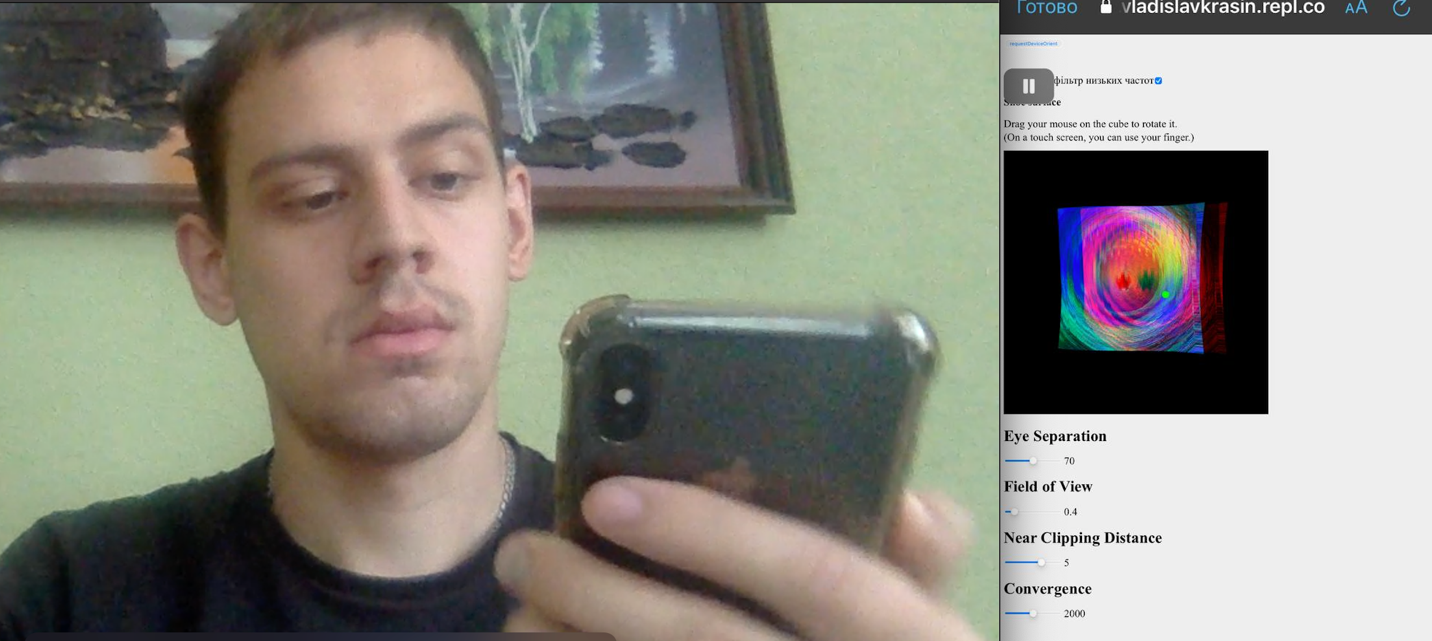 Готово
vladislavkrasin.repl.co
AA
requestDeviceOrient
фільтр низьких частот
Drag your mouse on the cube to rotate it.
(On a touch screen, you can use your finger.)
Eye Separation
70
Field of View
0.4
Near Clipping Distance
5
Convergence
2000